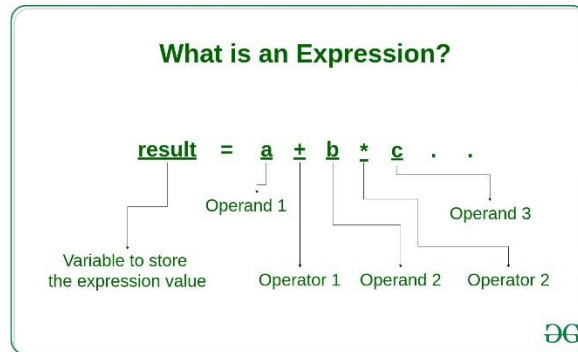 What is an Expression?
result = a + b * c . .
Operand 1
Operand 3
Variable to store
the expression value
Operator 1
Operand 2
Operator 2